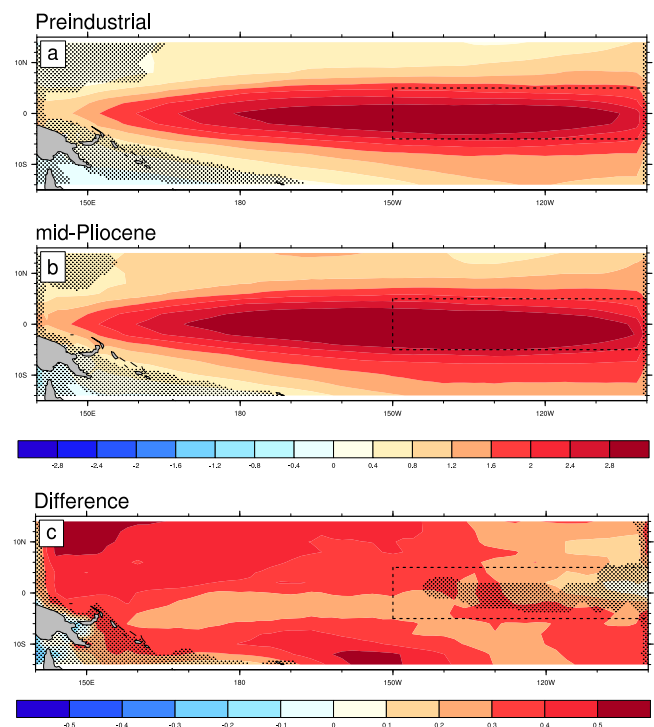 Preindustrial
a
10N
0
10S
150E 180 150W 120W
mid-Pliocene
b
10N
0
10S
150E 180 150W 120W
-2.8 -2.4 -2 -1.6 -1.2 -0.8 -0.4 0 0.4 0.8 1.2 1.6 2 2.4 2.8
Difference
c
10N
0
10S
150E 180 150W 120W
-0.5 -0.4 -0.3 -0.2 -0.1 0 0.1 0.2 0.3 0.4 0.5